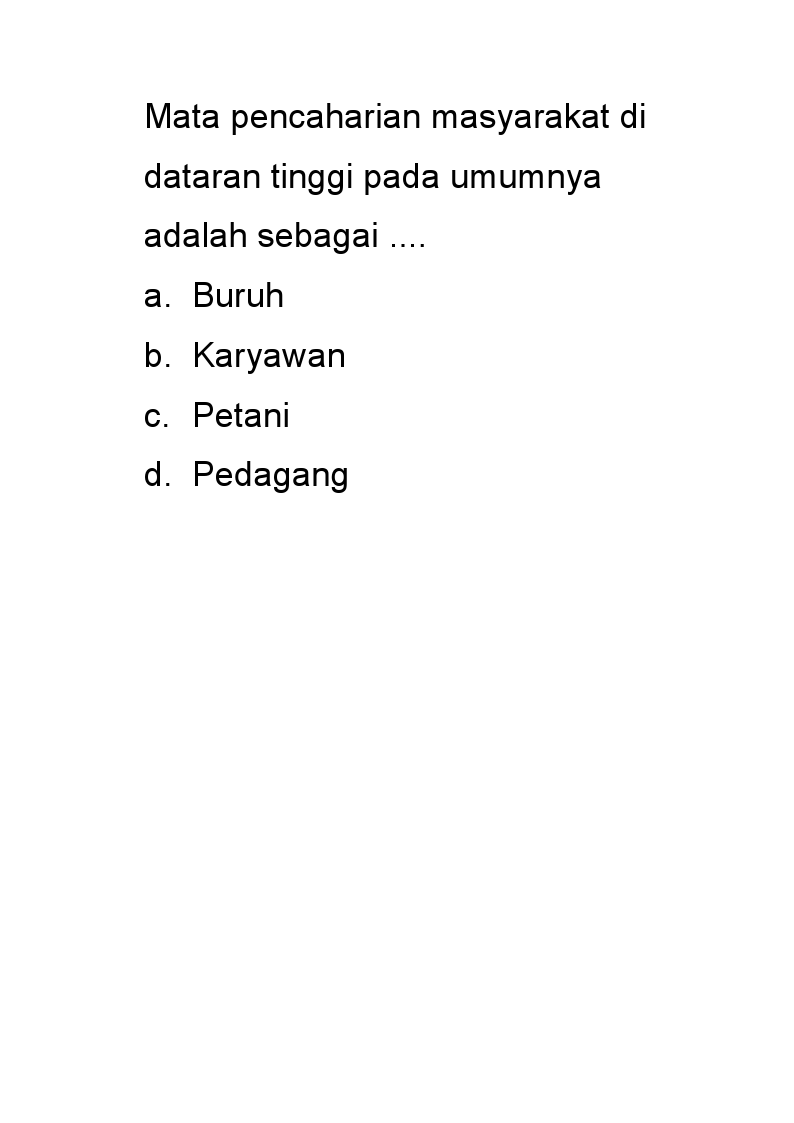 Mata pencaharian masyarakat di
dataran tinggi pada umumnya
adalah sebagai ....
a. Buruh
b. Karyawan
c. Petani
d. Pedagang